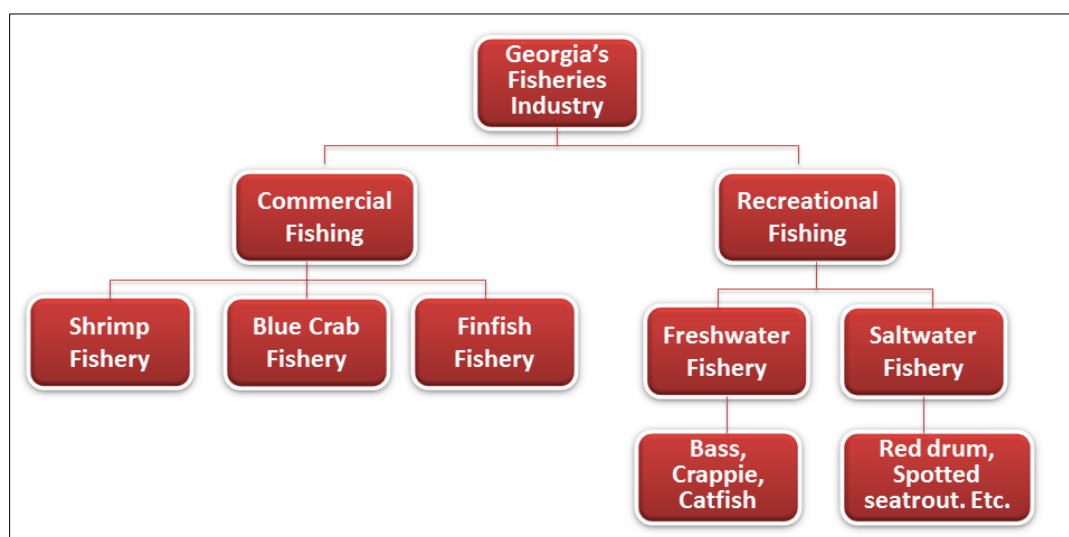 Georgia's
Fisheries
Industry
Commercial
Fishing
Recreational
Fishing
Shrimp
Fishery
Blue Crab
Fishery
Finfish
Fishery
Freshwater
Fishery
Saltwater
Fishery
Bass,
Crappie,
Catfish
Red drum,
Spotted
seatrout. Etc.